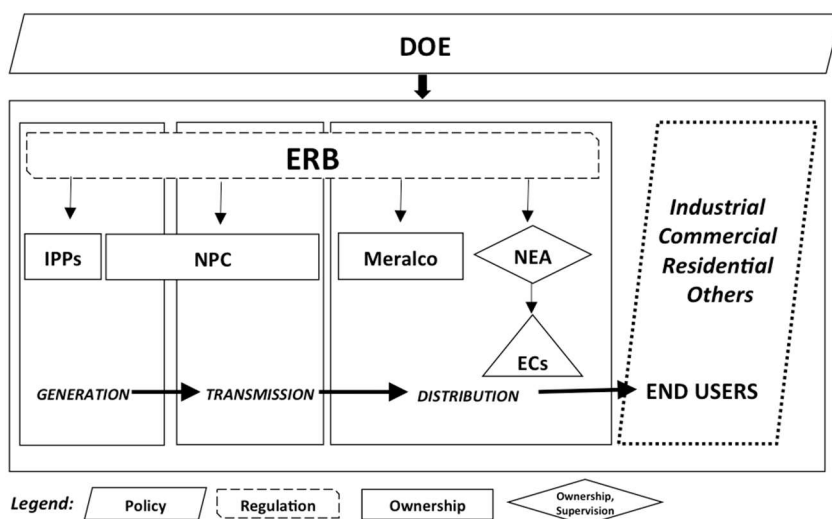 DOE
ERB
IPPs
NPC
Meralco
NEA
ECs
Industrial
Commercial
Residential
Others
GENERATION
TRANSMISSION
DISTRIBUTION
END USERS
Legend:
Policy
Regulation
Ownership
Ownership,
Supervision